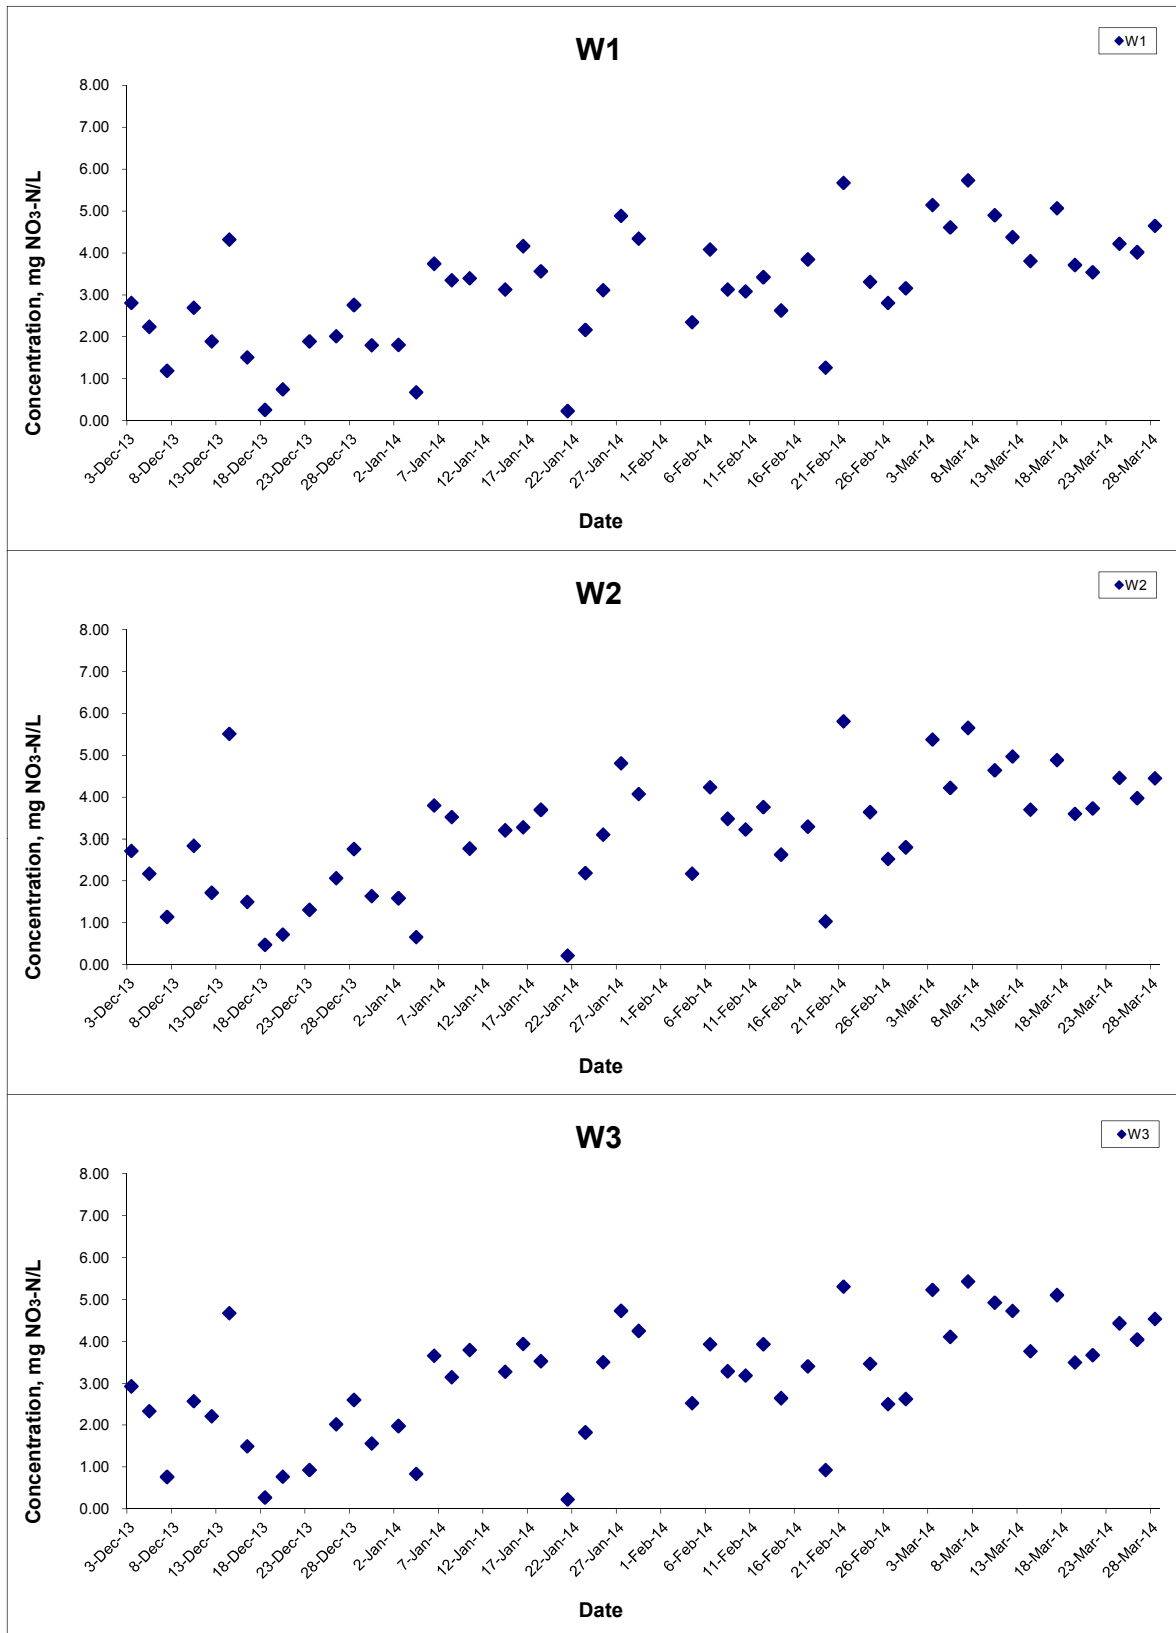 W1
W1
Concentration, mg NO3-N/L
8.00
7.00
6.00
5.00
4.00
3.00
2.00
1.00
0.00
3-Dec-13
8-Dec-13
13-Dec-13
18-Dec-13
23-Dec-13
28-Dec-13
2-Jan-14
7-Jan-14
12-Jan-14
17-Jan-14
22-Jan-14
27-Jan-14
1-Feb-14
6-Feb-14
11-Feb-14
16-Feb-14
21-Feb-14
26-Feb-14
3-Mar-14
8-Mar-14
13-Mar-14
18-Mar-14
23-Mar-14
28-Mar-14
Date
W2
W2
Concentration, mg NO3-N/L
8.00
7.00
6.00
5.00
4.00
3.00
2.00
1.00
0.00
3-Dec-13
8-Dec-13
13-Dec-13
18-Dec-13
23-Dec-13
28-Dec-13
2-Jan-14
7-Jan-14
12-Jan-14
17-Jan-14
22-Jan-14
27-Jan-14
1-Feb-14
6-Feb-14
11-Feb-14
16-Feb-14
21-Feb-14
26-Feb-14
3-Mar-14
8-Mar-14
13-Mar-14
18-Mar-14
23-Mar-14
28-Mar-14
Date
W3
W3
Concentration, mg NO3-N/L
8.00
7.00
6.00
5.00
4.00
3.00
2.00
1.00
0.00
3-Dec-13
8-Dec-13
13-Dec-13
18-Dec-13
23-Dec-13
28-Dec-13
2-Jan-14
7-Jan-14
12-Jan-14
17-Jan-14
22-Jan-14
27-Jan-14
1-Feb-14
6-Feb-14
11-Feb-14
16-Feb-14
21-Feb-14
26-Feb-14
3-Mar-14
8-Mar-14
13-Mar-14
18-Mar-14
23-Mar-14
28-Mar-14
Date